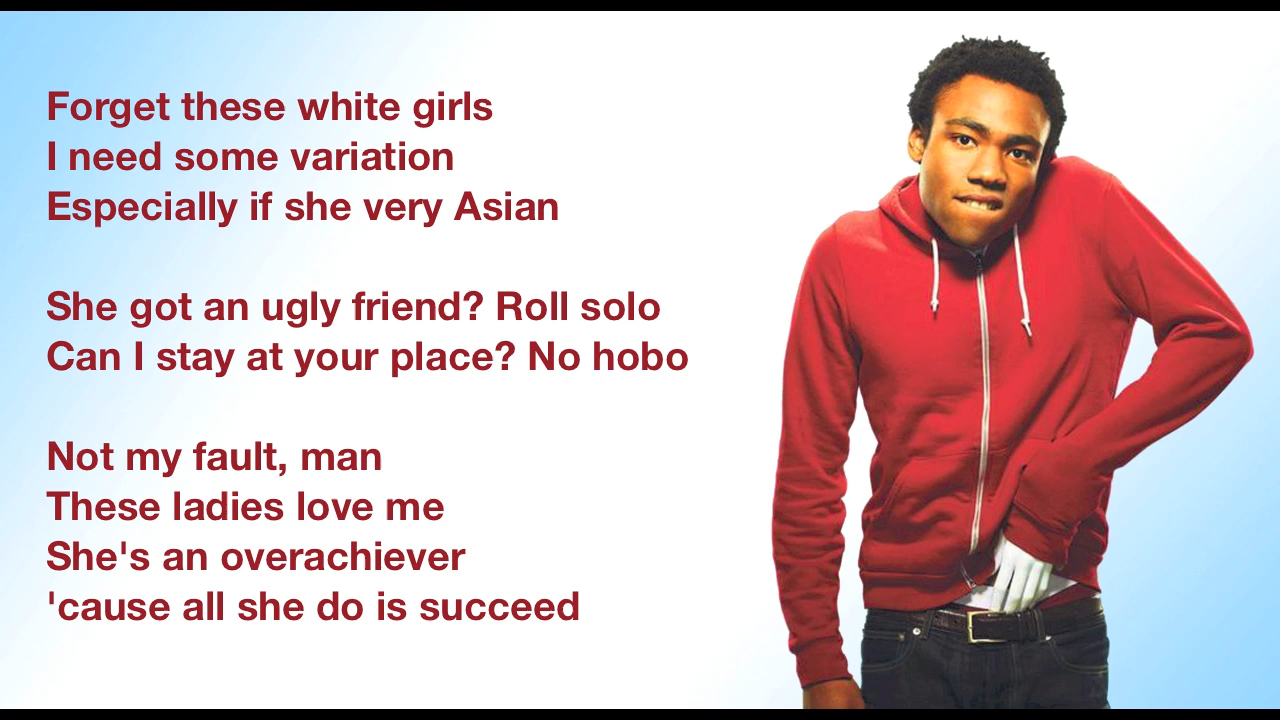 Forget these white girls
I need some variation
Especially if she very Asian
She got an ugly friend? Roll solo
Can I stay at your place? No hobo
Not my fault, man
These ladies love me
She's an overachiever
'cause all she do is succeed